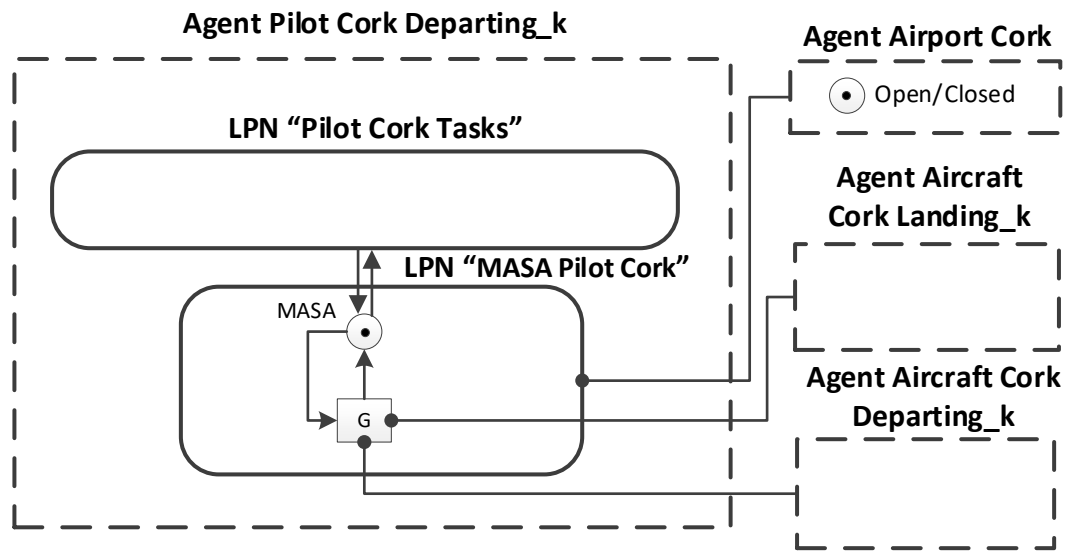 Agent Pilot Cork Departing_k
Agent Airport Cork
Open/Closed
LPN “Pilot Cork Tasks”
Agent Aircraft
Cork Landing_k
LPN “MASA Pilot Cork”
MASA
Agent Aircraft Cork
Departing_k
G